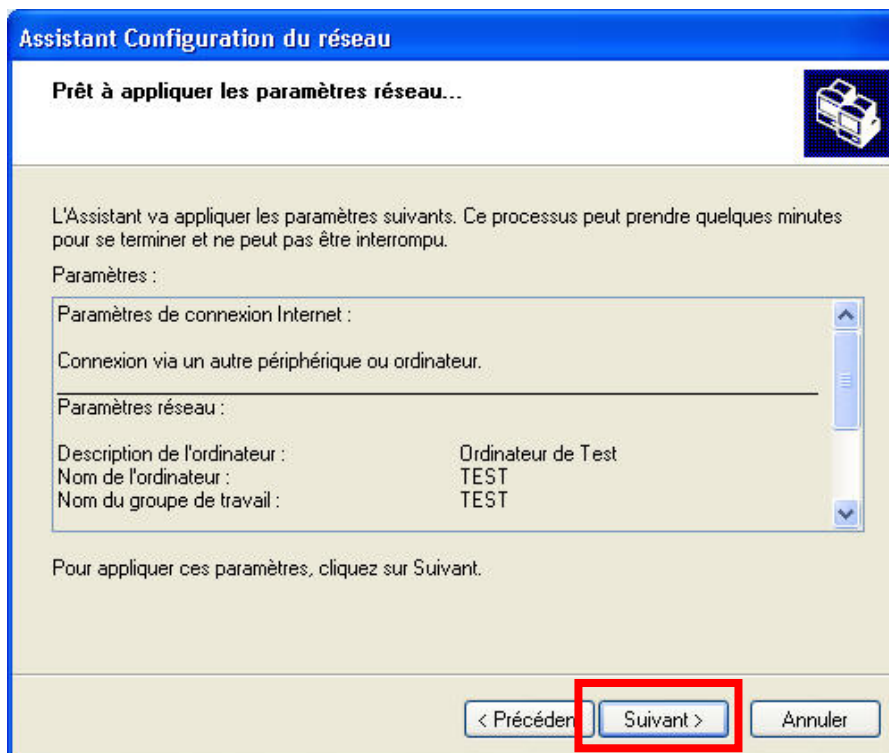 Assistant Configuration du réseau
Prêt à appliquer les paramètres réseau...
L'Assistant va appliquer les paramètres suivants. Ce processus peut prendre quelques minutes
pour se terminer et ne peut pas être interrompu.
Paramètres :
Paramètres de connexion Internet :
Connexion via un autre périphérique ou ordinateur.
Paramètres réseau :
Description de l'ordinateur : Ordinateur de Test
Nom de l'ordinateur : TEST
Nom du groupe de travail : TEST
Pour appliquer ces paramètres, cliquez sur Suivant.
< Précéden Suivant > Annuler